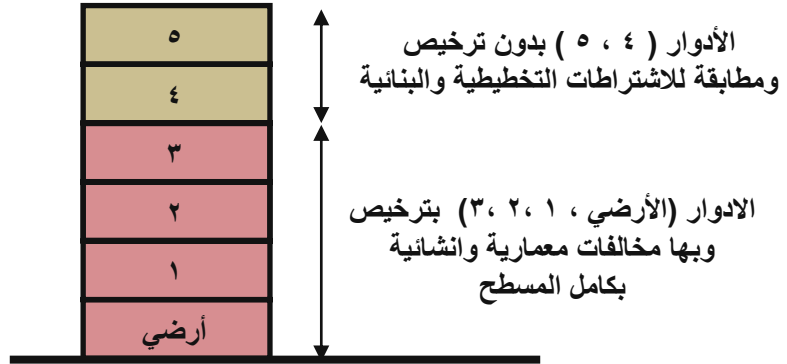 ٥
٤
٣
٢
١
أرضي
الأدوار ( ٤ ، ٥ ) بدون ترخيص
ومطابقة للاشتراطات التخطيطية والبنائية
الادوار (الأرضي ، ١ ،٢ ،٣) بترخيص
وبها مخالفات معمارية وانشائية
بكامل المسطح